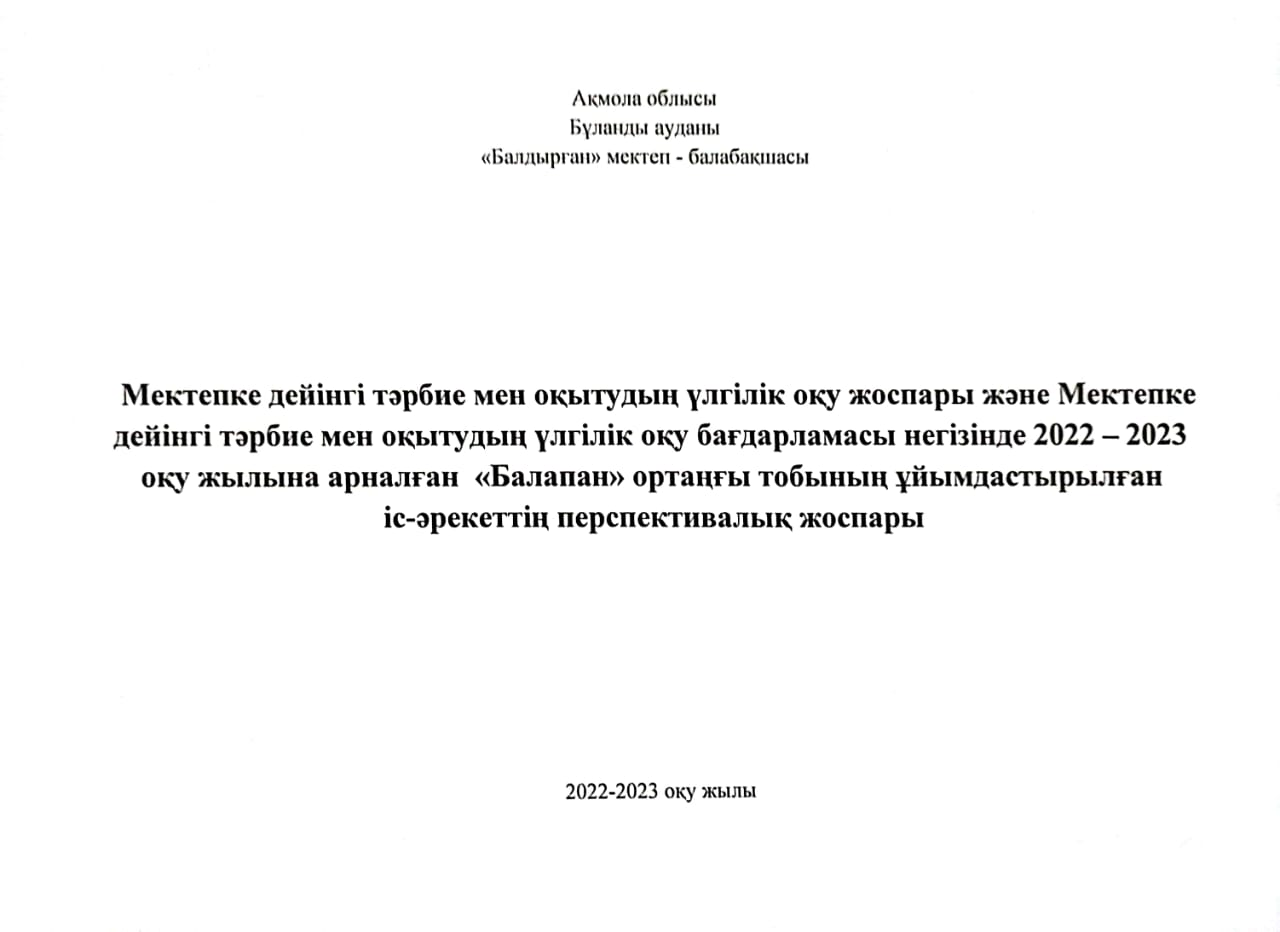 Ақмола облысы
Бұланды ауданы
«Балдырган» мектеп - балабақшасы
Мектепке дейінгі тәрбие мен оқытудың үлгілік оқу жоспары және Мектепке
дейінгі тәрбие мен оқытудың үлгілік оқу бағдарламасы негізінде 2022 – 2023
оқу жылына арналған «Балапан» ортаңғы тобының ұйымдастырылған
іс-әрекеттің перспективалық жоспары
2022-2023 оқу жылы